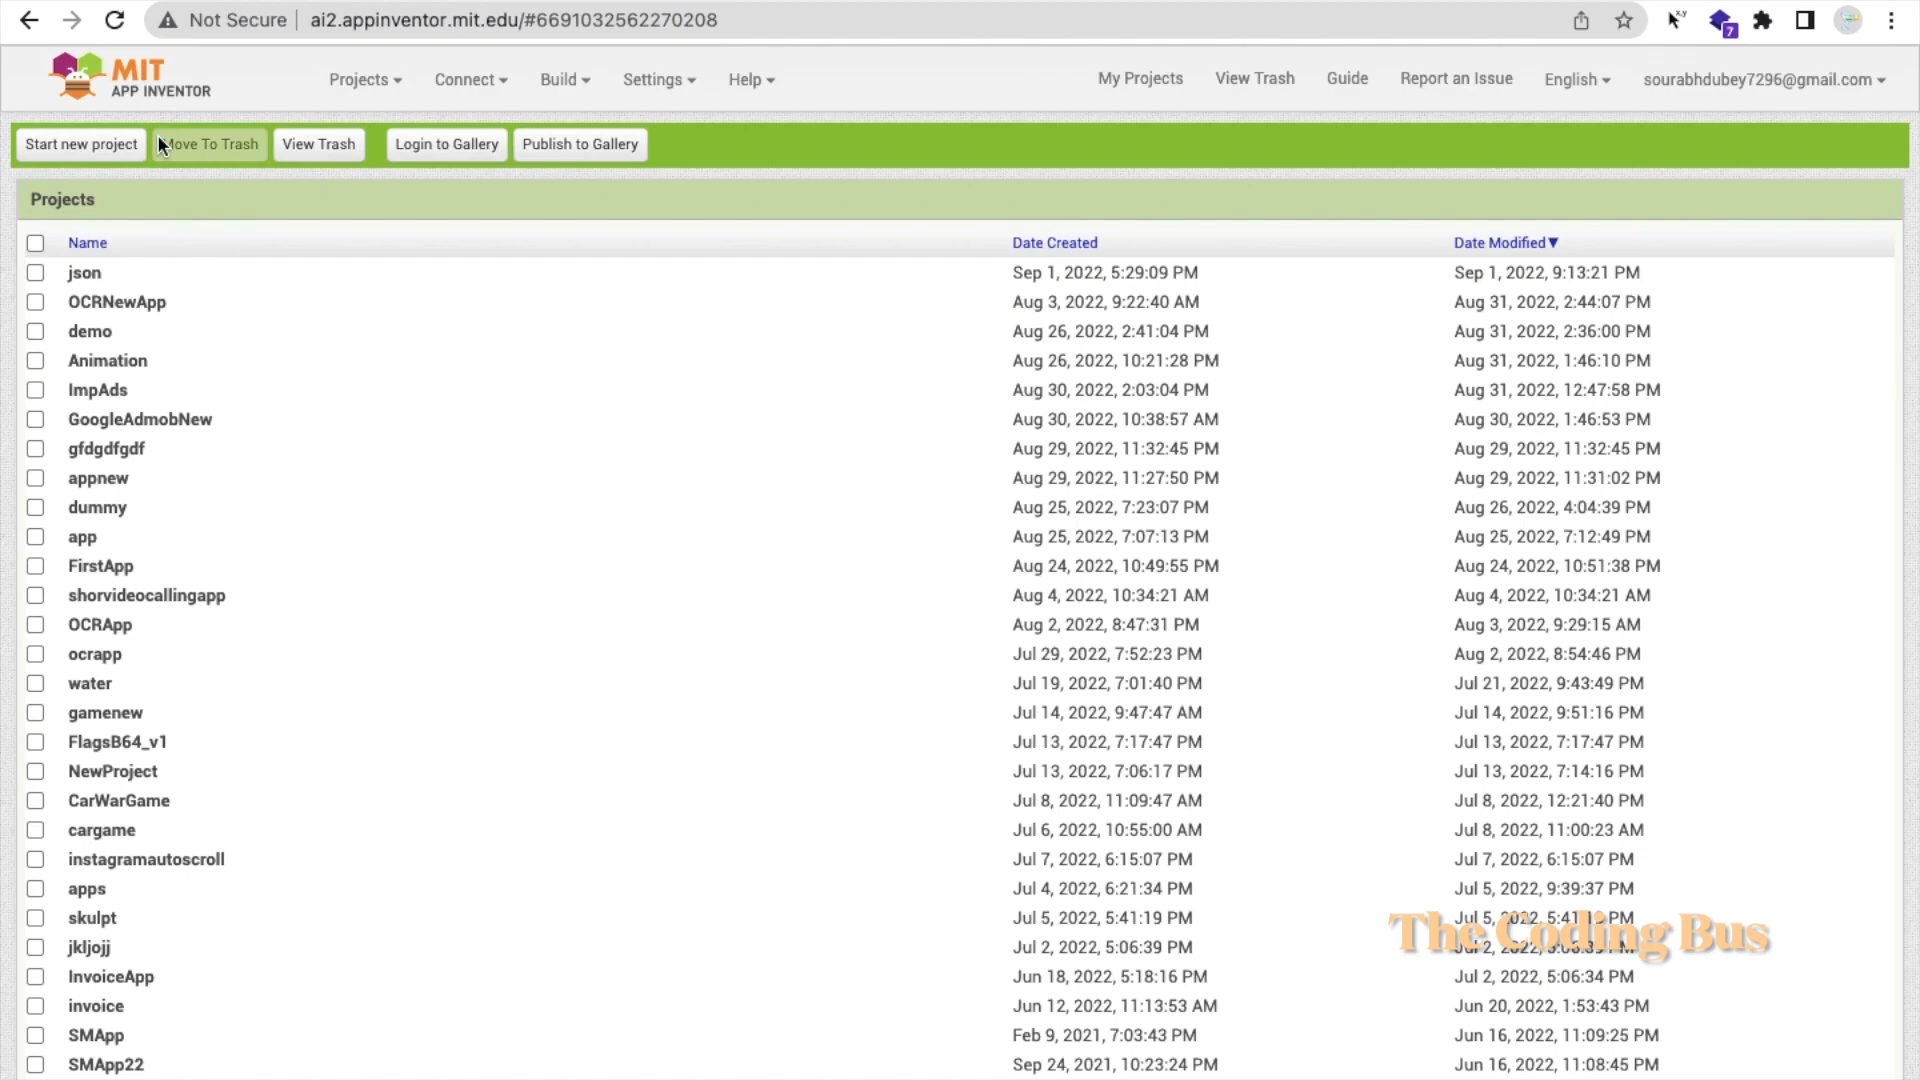 Not Secure ai2.appinventor.mit.edu/#6691032562270208
x,y
7
MIT
APP INVENTOR
Projects Connect Build Settings Help My Projects View Trash Guide Report an Issue English sourabhdubey7296@gmail.com
Start new project Move To Trash View Trash Login to Gallery Publish to Gallery
Projects
Name Date Created Date Modified
json Sep 1, 2022, 5:29:09 PM Sep 1, 2022, 9:13:21 PM
OCRNewApp Aug 3, 2022, 9:22:40 AM Aug 31, 2022, 2:44:07 PM
demo Aug 26, 2022, 2:41:04 PM Aug 31, 2022, 2:36:00 PM
Animation Aug 26, 2022, 10:21:28 PM Aug 31, 2022, 1:46:10 PM
ImpAds Aug 30, 2022, 2:03:04 PM Aug 31, 2022, 12:47:58 PM
GoogleAdmobNew Aug 30, 2022, 10:38:57 AM Aug 30, 2022, 1:46:53 PM
gfdgdfgdf Aug 29, 2022, 11:32:45 PM Aug 29, 2022, 11:32:45 PM
appnew Aug 29, 2022, 11:27:50 PM Aug 29, 2022, 11:31:02 PM
dummy Aug 25, 2022, 7:23:07 PM Aug 26, 2022, 4:04:39 PM
app Aug 25, 2022, 7:07:13 PM Aug 25, 2022, 7:12:49 PM
FirstApp Aug 24, 2022, 10:49:55 PM Aug 24, 2022, 10:51:38 PM
shorvideocallingapp Aug 4, 2022, 10:34:21 AM Aug 4, 2022, 10:34:21 AM
OCRApp Aug 2, 2022, 8:47:31 PM Aug 3, 2022, 9:29:15 AM
ocrapp Jul 29, 2022, 7:52:23 PM Aug 2, 2022, 8:54:46 PM
water Jul 19, 2022, 7:01:40 PM Jul 21, 2022, 9:43:49 PM
gamenew Jul 14, 2022, 9:47:47 AM Jul 14, 2022, 9:51:16 PM
FlagsB64_v1 Jul 13, 2022, 7:17:47 PM Jul 13, 2022, 7:17:47 PM
NewProject Jul 13, 2022, 7:06:17 PM Jul 13, 2022, 7:14:16 PM
CarWarGame Jul 8, 2022, 11:09:47 AM Jul 8, 2022, 12:21:40 PM
cargame Jul 6, 2022, 10:55:00 AM Jul 8, 2022, 11:00:23 AM
instagramautoscroll Jul 7, 2022, 6:15:07 PM Jul 7, 2022, 6:15:07 PM
apps Jul 4, 2022, 6:21:34 PM Jul 5, 2022, 9:39:37 PM
skulpt Jul 5, 2022, 5:41:19 PM Jul 5, 2022, 5:41:19 PM
The Coding Bus
jkljojj Jul 2, 2022, 5:06:39 PM Jul 2, 2022, 5:06:39 PM
InvoiceApp Jun 18, 2022, 5:18:16 PM Jul 2, 2022, 5:06:34 PM
invoice Jun 12, 2022, 11:13:53 AM Jun 20, 2022, 1:53:43 PM
SMApp Feb 9, 2021, 7:03:43 PM Jun 16, 2022, 11:09:25 PM
SMApp22 Sep 24, 2021, 10:23:24 PM Jun 16, 2022, 11:08:45 PM